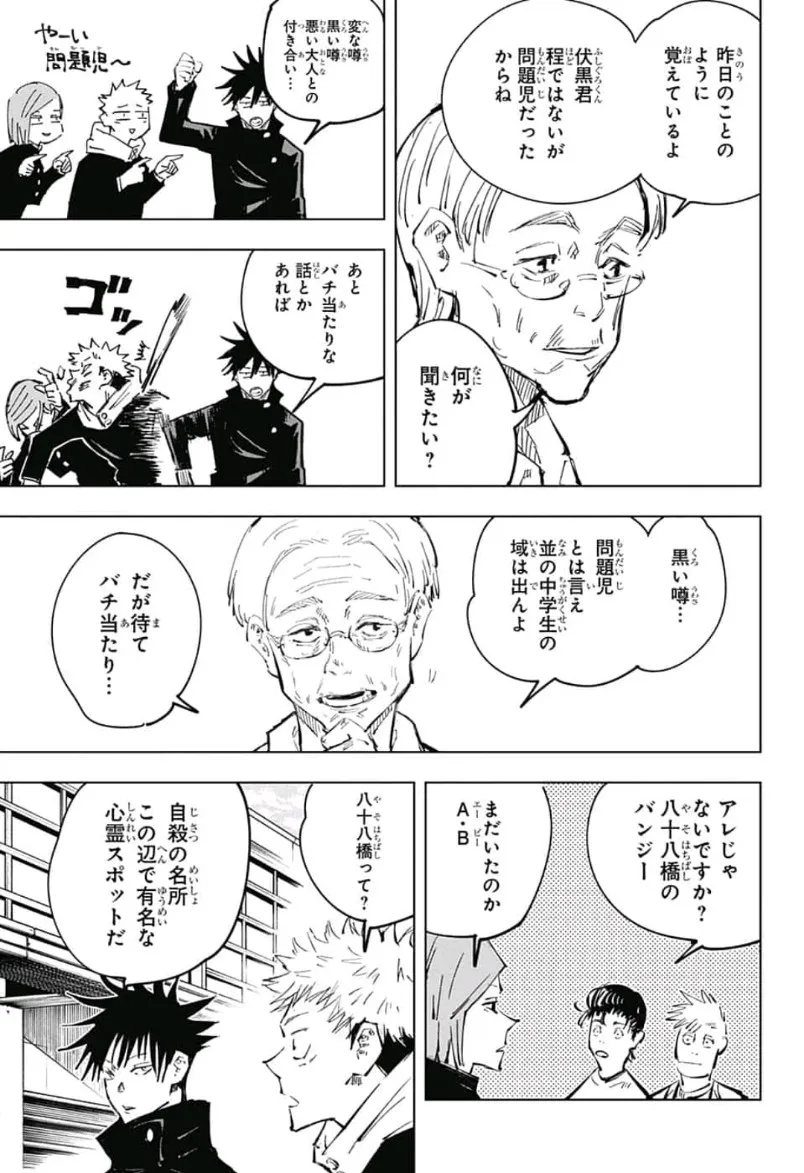 昨日のことの
ように
覚えているよ
伏黒君
程ではないが
問題児だった
からね
何が
聞きたい?
変な噂
黒い噂
悪い大人との
付き合い…
やーい
問題児〜
あと
バチ当たりな
話とか
あれば
ゴッ
黒い噂…
問題児
とは言え
並の中学生の
域は出んよ
だが待て
バチ当たり…
アレじゃ
ないですか?
八十八橋の
バンジー
まだいたのか
A・B
八十八橋って?
自殺の名所
この辺で有名な
心霊スポットだ